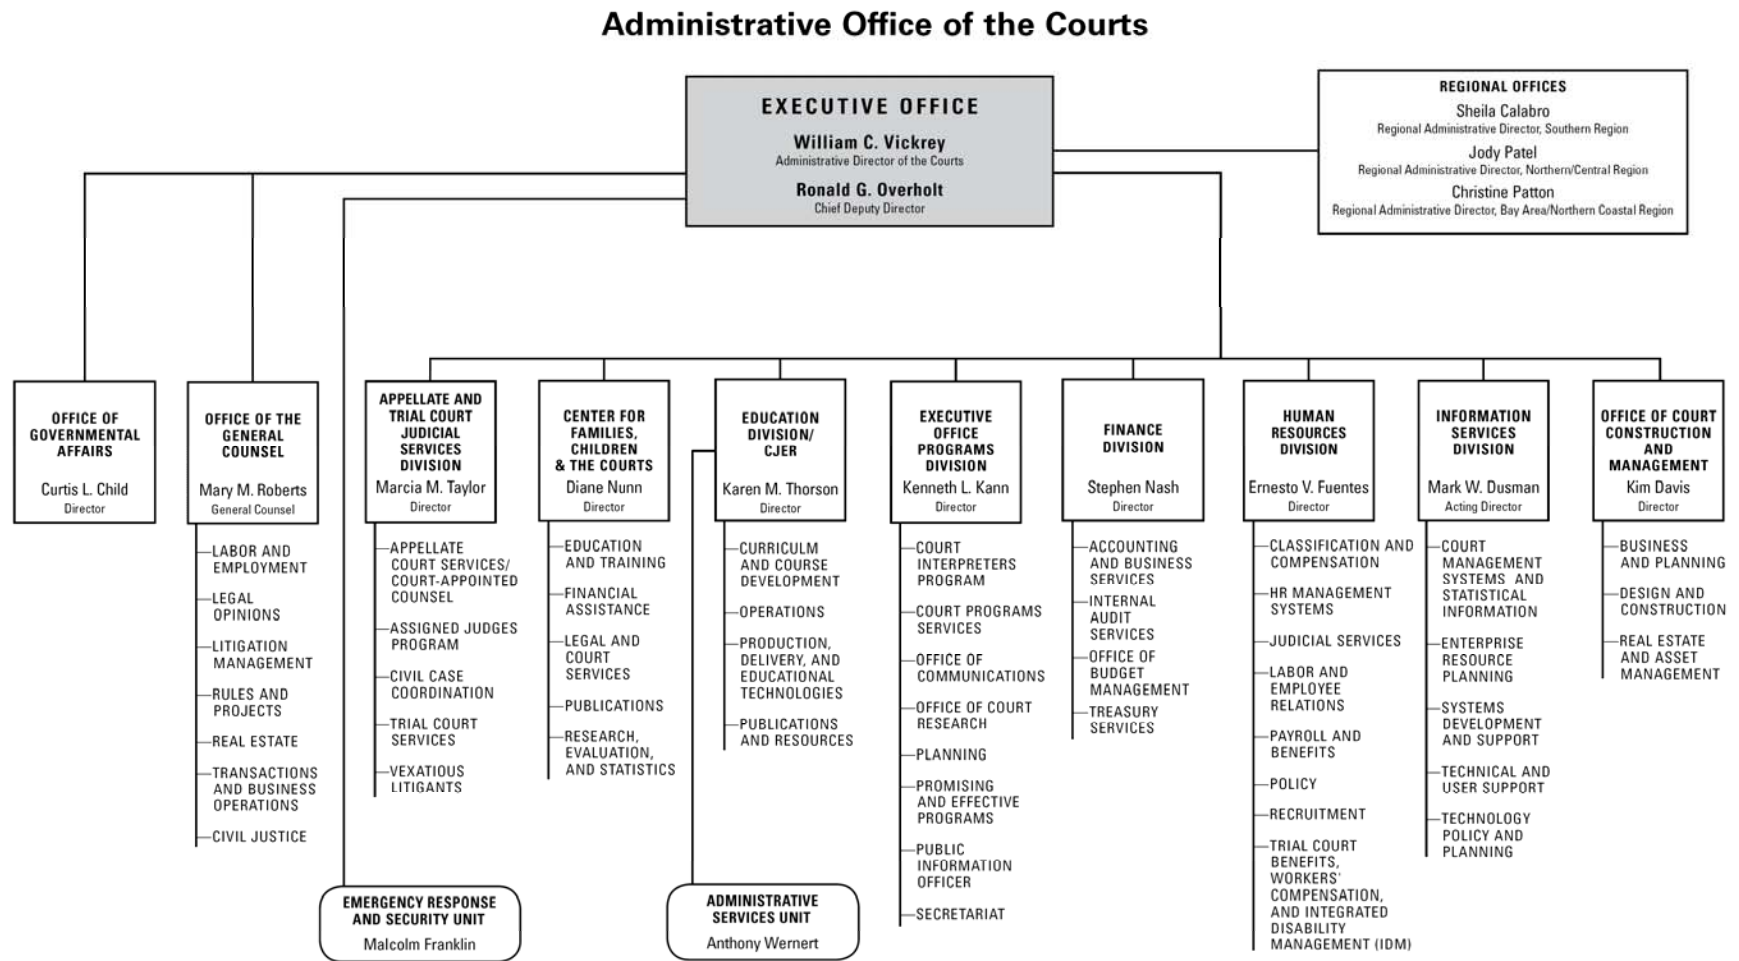 Administrative Office of the Courts
EXECUTIVE OFFICE
William C. Vickrey
Administrative Director of the Courts
Ronald G. Overholt
Chief Deputy Director
REGIONAL OFFICES
Sheila Calabro
Regional Administrative Director, Southern Region
Jody Patel
Regional Administrative Director, Northern/Central Region
Christine Patton
Regional Administrative Director, Bay Area/Northern Coastal Region
OFFICE OF
GOVERNMENTAL
AFFAIRS
Curtis L. Child
Director
OFFICE OF THE
GENERAL
COUNSEL
Mary M. Roberts
General Counsel
LABOR AND
EMPLOYMENT
LEGAL
OPINIONS
LITIGATION
MANAGEMENT
RULES AND
PROJECTS
REAL ESTATE
TRANSACTIONS
AND BUSINESS
OPERATIONS
CIVIL JUSTICE
APPELLATE AND
TRIAL COURT
JUDICIAL
SERVICES
DIVISION
Marcia M. Taylor
Director
APPELLATE
COURT SERVICES/
COURT-APPOINTED
COUNSEL
ASSIGNED JUDGES
PROGRAM
CIVIL CASE
COORDINATION
TRIAL COURT
SERVICES
VEXATIOUS
LITIGANTS
CENTER FOR
FAMILIES,
CHILDREN
& THE COURTS
Diane Nunn
Director
EDUCATION
AND TRAINING
FINANCIAL
ASSISTANCE
LEGAL AND
COURT
SERVICES
PUBLICATIONS
RESEARCH,
EVALUATION,
AND STATISTICS
EDUCATION
DIVISION/
CJER
Karen M. Thorson
Director
CURRICULM
AND COURSE
DEVELOPMENT
OPERATIONS
PRODUCTION,
DELIVERY, AND
EDUCATIONAL
TECHNOLOGIES
PUBLICATIONS
AND RESOURCES
EXECUTIVE
OFFICE
PROGRAMS
DIVISION
Kenneth L. Kann
Director
COURT
INTERPRETERS
PROGRAM
COURT PROGRAMS
SERVICES
OFFICE OF
COMMUNICATIONS
OFFICE OF COURT
RESEARCH
PLANNING
PROMISING
AND EFFECTIVE
PROGRAMS
PUBLIC
INFORMATION
OFFICER
SECRETARIAT
FINANCE
DIVISION
Stephen Nash
Director
ACCOUNTING
AND BUSINESS
SERVICES
INTERNAL
AUDIT
SERVICES
OFFICE OF
BUDGET
MANAGEMENT
TREASURY
SERVICES
HUMAN
RESOURCES
DIVISION
Ernesto V. Fuentes
Director
CLASSIFICATION AND
COMPENSATION
HR MANAGEMENT
SYSTEMS
JUDICIAL SERVICES
LABOR AND
EMPLOYEE
RELATIONS
PAYROLL AND
BENEFITS
POLICY
RECRUITMENT
TRIAL COURT
BENEFITS,
WORKERS'
COMPENSATION,
AND INTEGRATED
DISABILITY
MANAGEMENT (IDM)
INFORMATION
SERVICES
DIVISION
Mark W. Dusman
Acting Director
COURT
MANAGEMENT
SYSTEMS AND
STATISTICAL
INFORMATION
ENTERPRISE
RESOURCE
PLANNING
SYSTEMS
DEVELOPMENT
AND SUPPORT
TECHNICAL AND
USER SUPPORT
TECHNOLOGY
POLICY AND
PLANNING
OFFICE OF COURT
CONSTRUCTION
AND
MANAGEMENT
Kim Davis
Director
BUSINESS
AND PLANNING
DESIGN AND
CONSTRUCTION
REAL ESTATE
AND ASSET
MANAGEMENT
EMERGENCY RESPONSE
AND SECURITY UNIT
Malcolm Franklin
ADMINISTRATIVE
SERVICES UNIT
Anthony Wernert